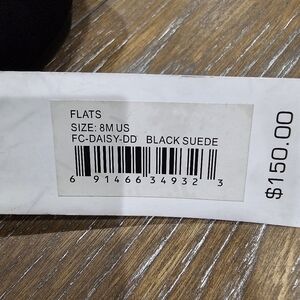 FLATS
SIZE: 8M US
FC-DAISY-DD BLACK SUEDE
6 91466 34932 3
$150.00